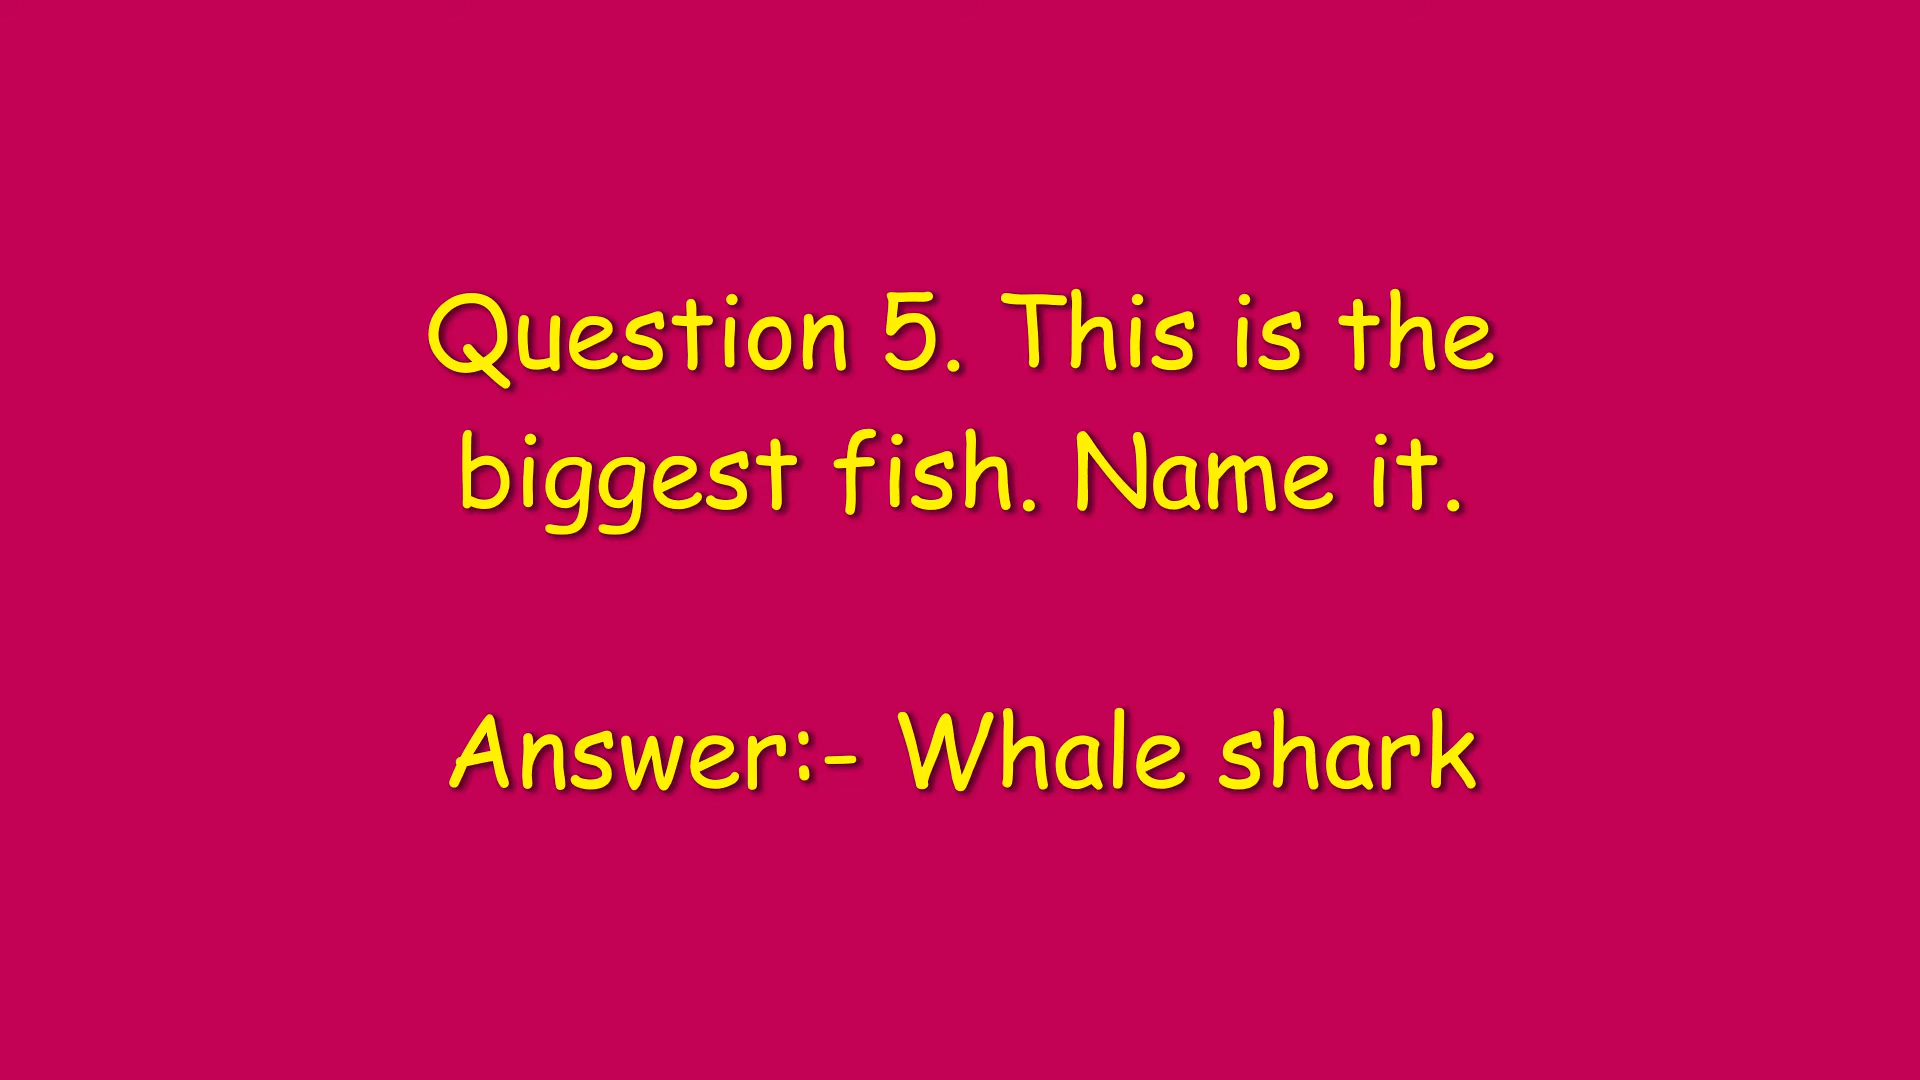 Question 5. This is the
biggest fish. Name it.
Answer:- Whale shark